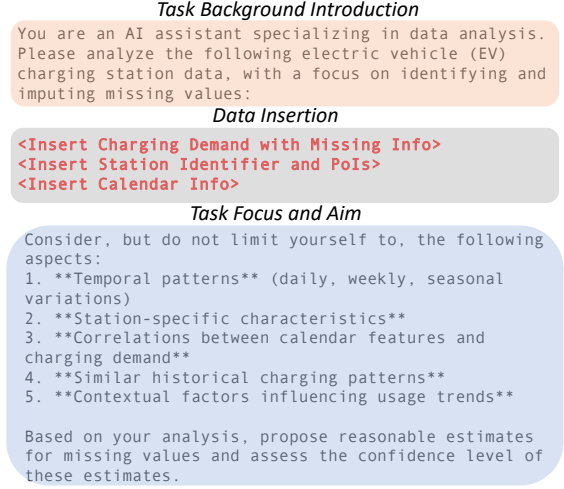 Task Background Introduction
You are an AI assistant specializing in data analysis.
Please analyze the following electric vehicle (EV)
charging station data, with a focus on identifying and
imputing missing values:
Data Insertion
<Insert Charging Demand with Missing Info>
<Insert Station Identifier and PoIs>
<Insert Calendar Info>
Task Focus and Aim
Consider, but do not limit yourself to, the following
aspects:
1. **Temporal patterns** (daily, weekly, seasonal
variations)
2. **Station-specific characteristics**
3. **Correlations between calendar features and
charging demand**
4. **Similar historical charging patterns**
5. **Contextual factors influencing usage trends**
Based on your analysis, propose reasonable estimates
for missing values and assess the confidence level of
these estimates.